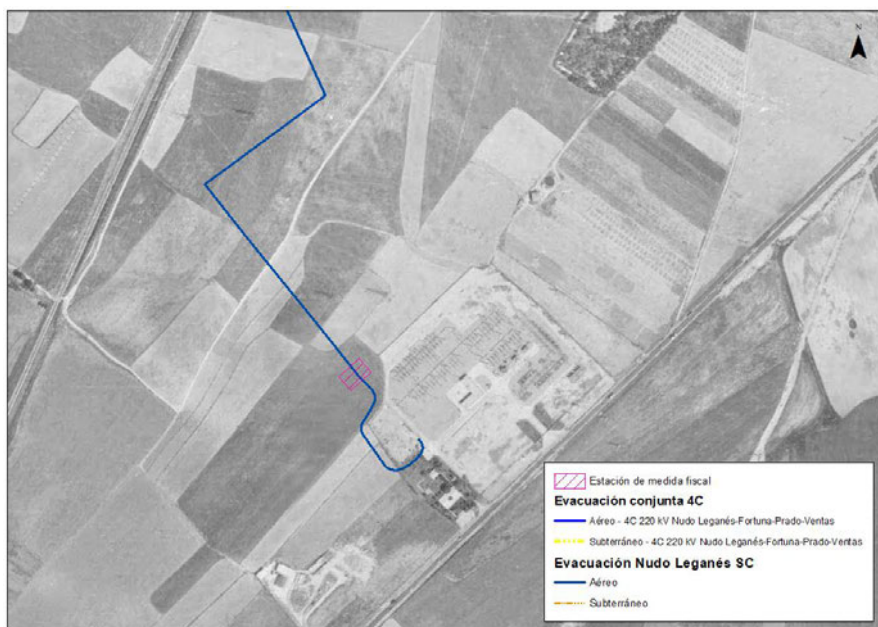 N
Estación de medida fiscal
Evacuación conjunta 4C
Aéreo - 4C 220 kV Nudo Leganés-Fortuna-Prado-Ventas
Subterráneo - 4C 220 kV Nudo Leganés-Fortuna-Prado-Ventas
Evacuación Nudo Leganés SC
Aéreo
Subterráneo